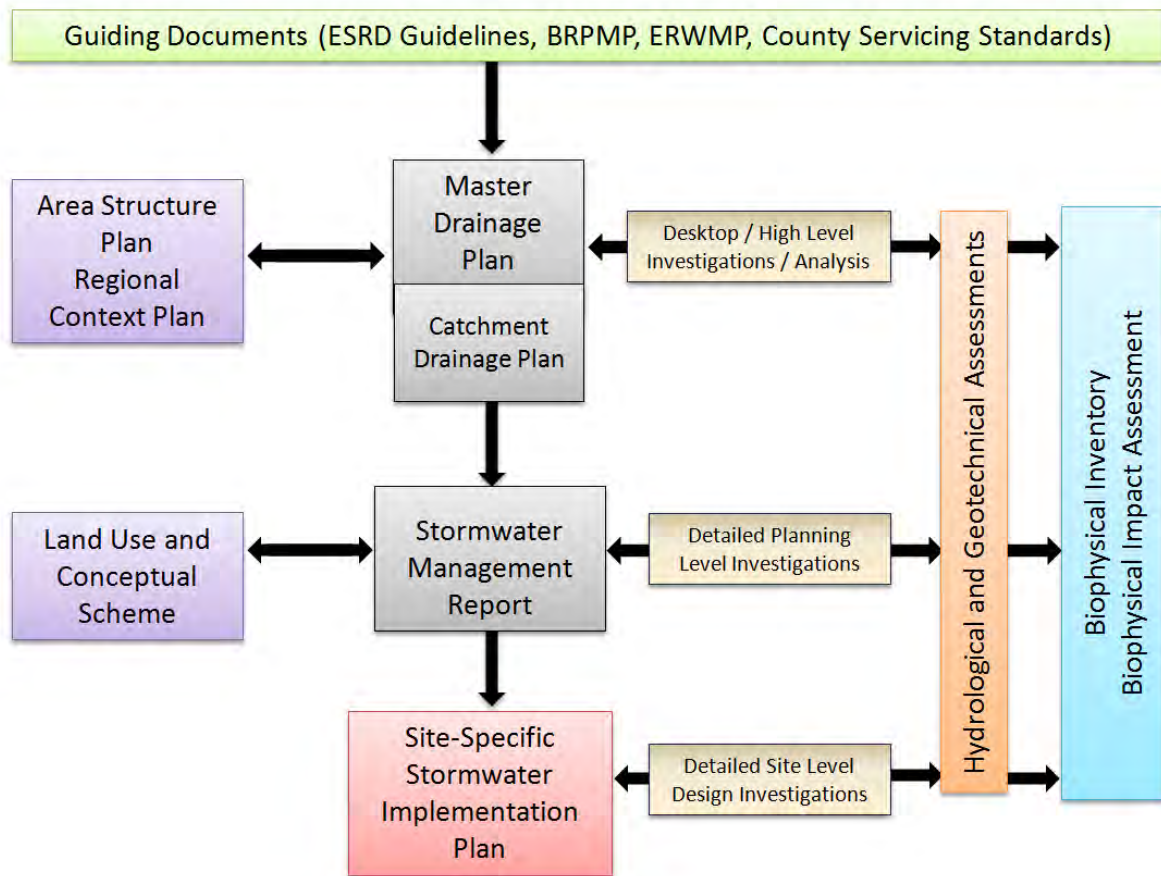 Guiding Documents (ESRD Guidelines, BRPMP, ERWMP, County Servicing Standards)
Area Structure
Plan
Regional
Context Plan
Master
Drainage
Plan
Desktop / High Level
Investigations / Analysis
Catchment
Drainage Plan
Land Use and
Conceptual
Scheme
Stormwater
Management
Report
Detailed Planning
Level Investigations
Site-Specific
Stormwater
Implementation
Plan
Detailed Site Level
Design Investigations
Hydrological and Geotechnical Assessments
Biophysical Inventory
Biophysical Impact Assessment